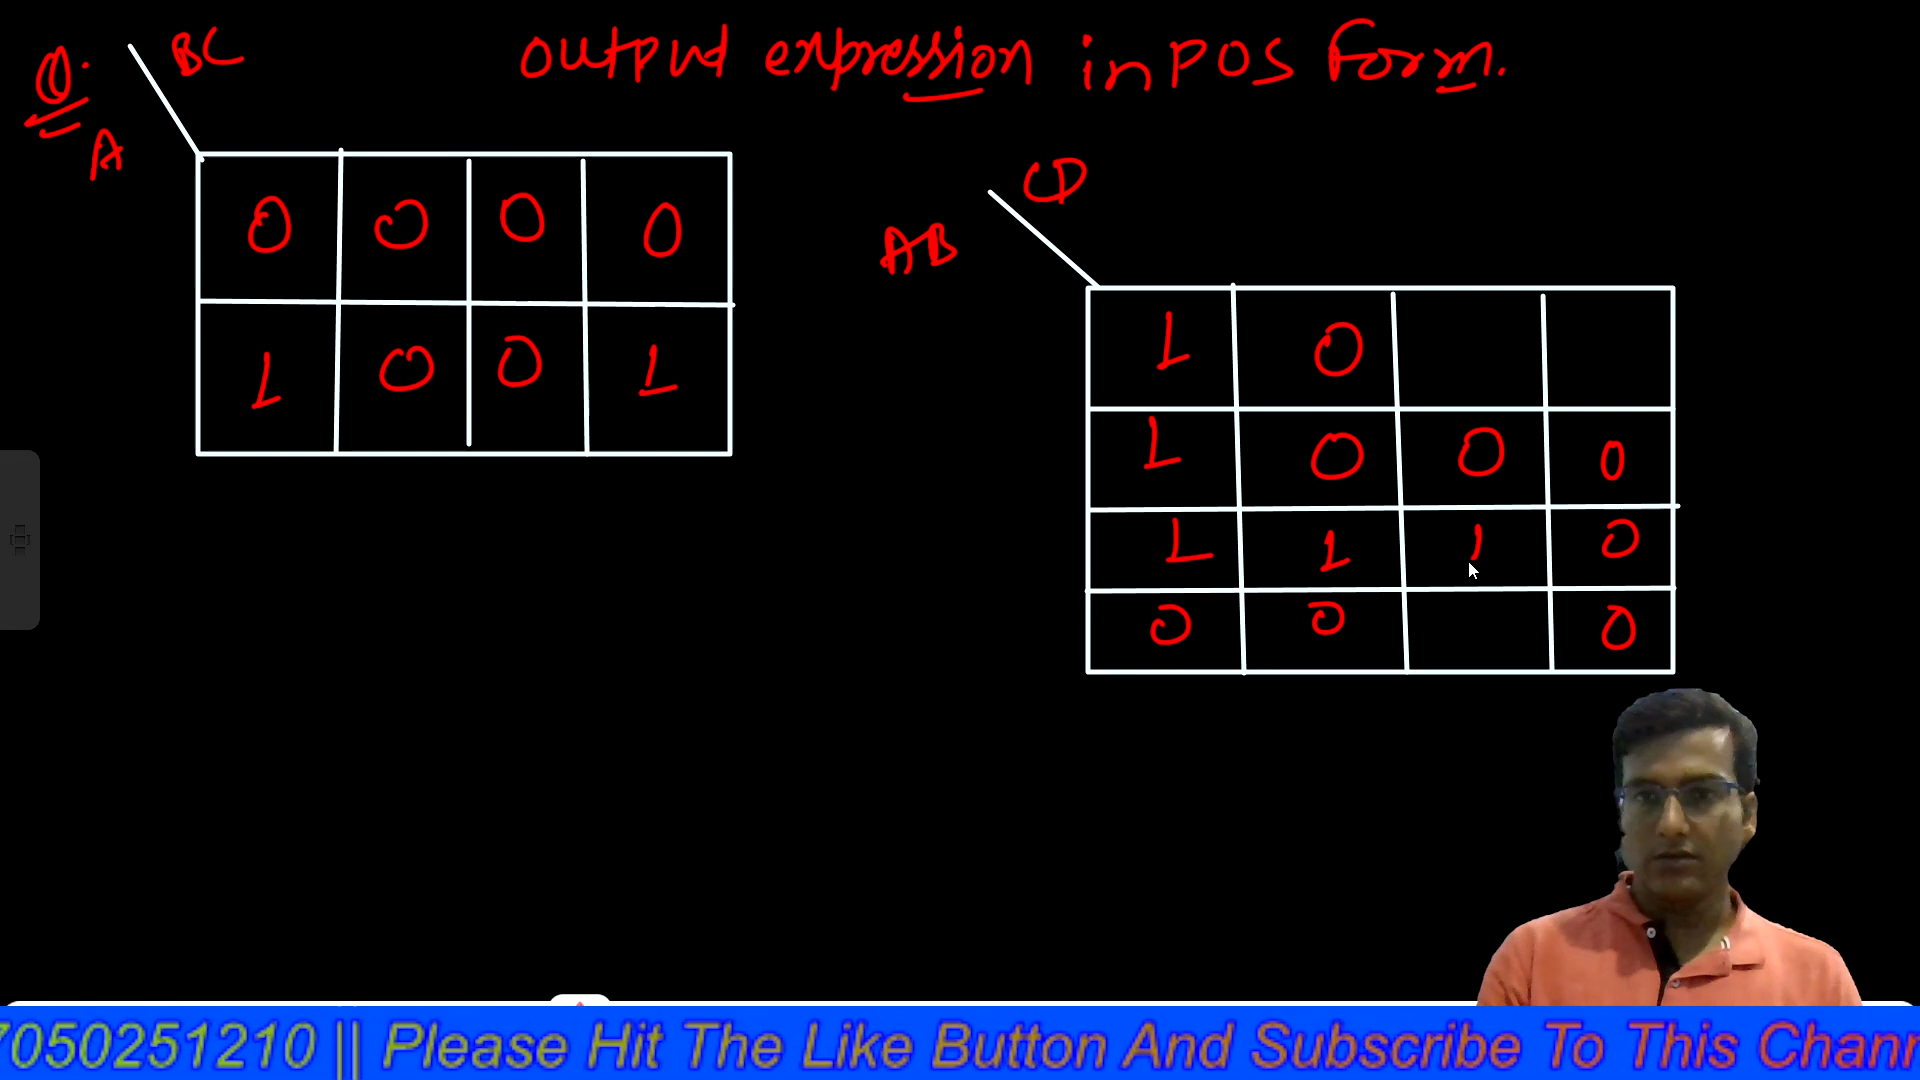 Q. BC output expression in POS form.
A
0 0 0 0
1 0 0 1
CD
AB
1 0
1 0 0 0
1 1 1 0
0 0 0
7050251210 || Please Hit The Like Button And Subscribe To This Chann